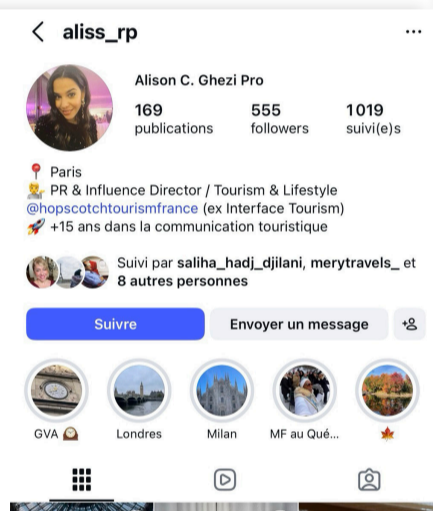 aliss_rp
Alison C. Ghezi Pro
169 555 1 019
publications followers suivi(e)s
📍 Paris
👩‍💼 PR & Influence Director / Tourism & Lifestyle
@hopscotchtourismfrance (ex Interface Tourism)
🚀 +15 ans dans la communication touristique
Suivi par saliha_hadj_djilani, merytravels_ et
8 autres personnes
Suivre Envoyer un message
GVA 🕰️ Londres Milan MF au Qué... 🍁